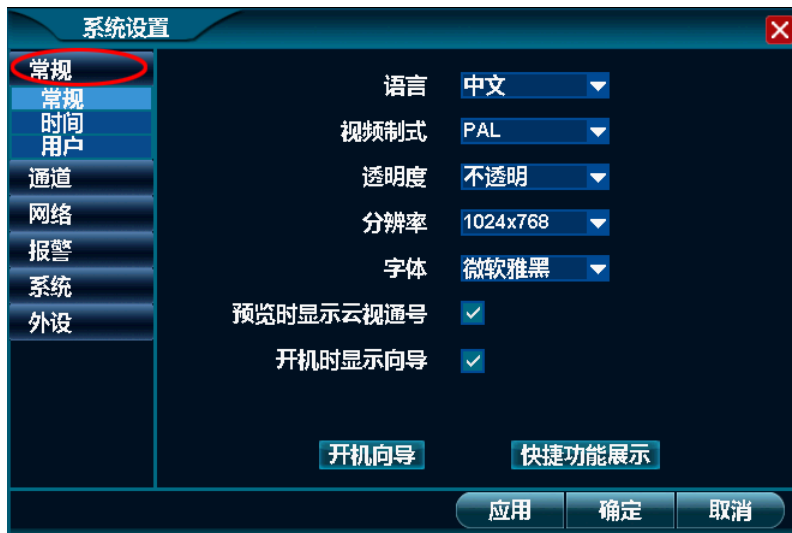 系统设置
常规
常规
时间
用户
通道
网络
报警
系统
外设
语言 中文
视频制式 PAL
透明度 不透明
分辨率 1024x768
字体 微软雅黑
预览时显示云视通号
开机时显示向导
开机向导 快捷功能展示
应用 确定 取消